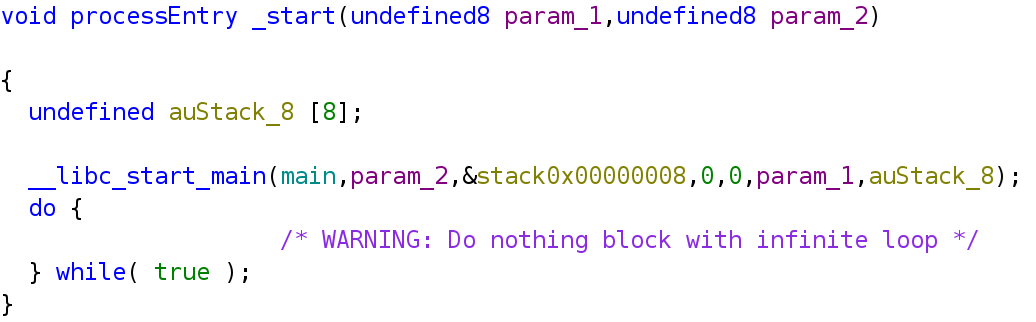 void processEntry _start(undefined8 param_1,undefined8 param_2)
{
undefined auStack_8 [8];
__libc_start_main(main,param_2,&stack0x00000008,0,0,param_1,auStack_8);
do {
/* WARNING: Do nothing block with infinite loop */
} while( true );
}